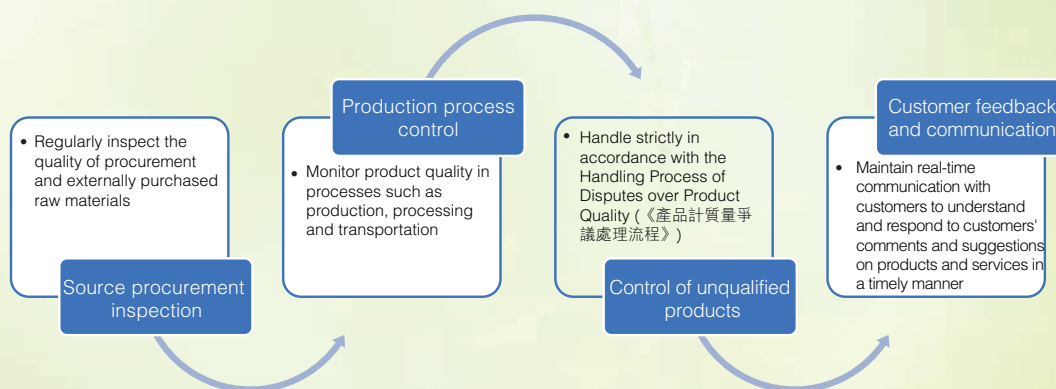 • Regularly inspect the
quality of procurement
and externally purchased
raw materials
Source procurement
inspection
Production process
control
• Monitor product quality in
processes such as
production, processing
and transportation
• Handle strictly in
accordance with the
Handling Process of
Disputes over Product
Quality (《產品計質量爭
議處理流程》)
Control of unqualified
products
Customer feedback
and communication
• Maintain real-time
communication with
customers to understand
and respond to customers'
comments and suggestions
on products and services in
a timely manner